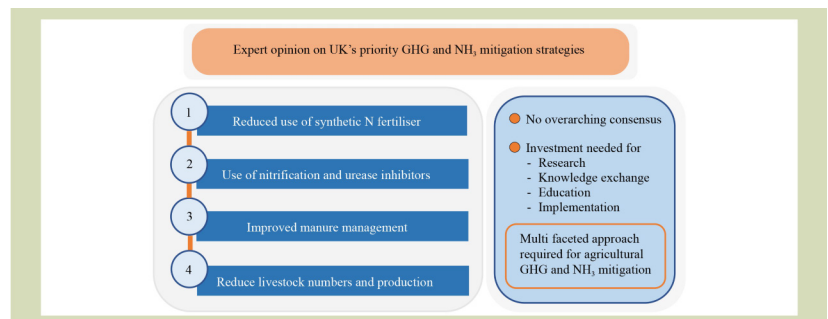 Expert opinion on UK's priority GHG and NH₃ mitigation strategies
1
Reduced use of synthetic N fertiliser
2
Use of nitrification and urease inhibitors
3
Improved manure management
4
Reduce livestock numbers and production
No overarching consensus
Investment needed for
- Research
- Knowledge exchange
- Education
- Implementation
Multi faceted approach
required for agricultural
GHG and NH₃ mitigation